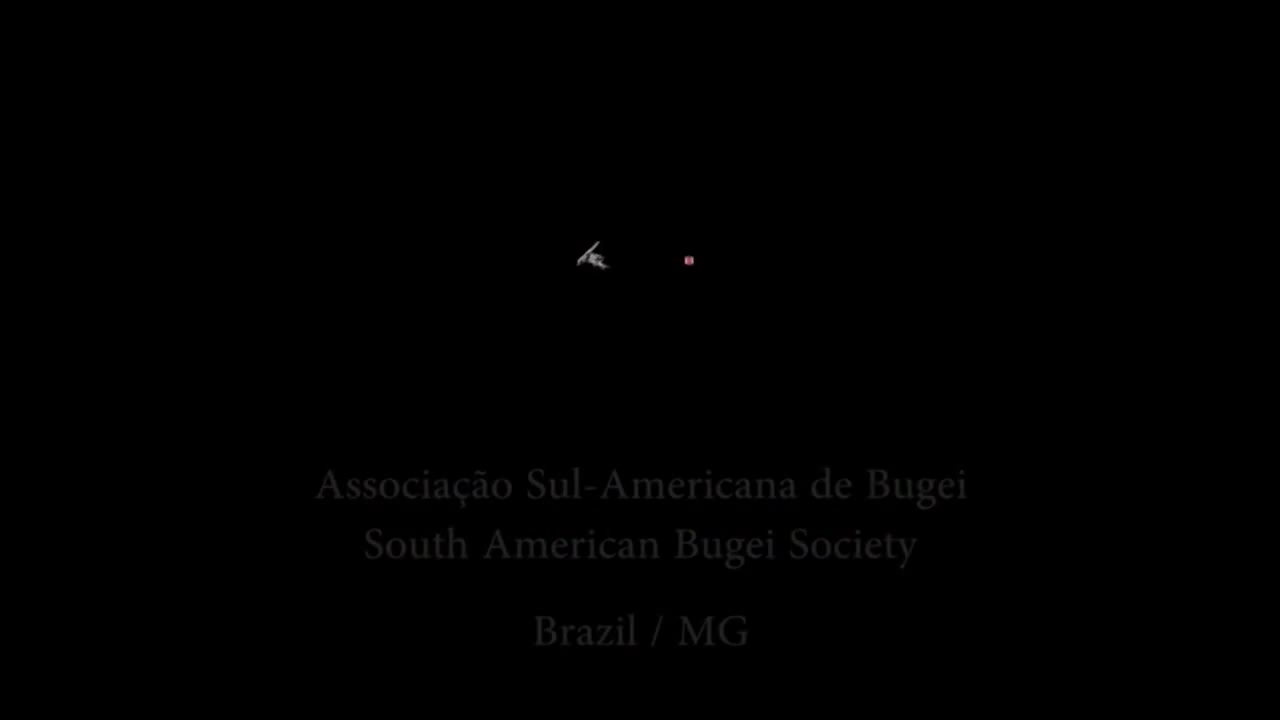 Associação Sul-Americana de Bugei
South American Bugei Society
Brazil / MG